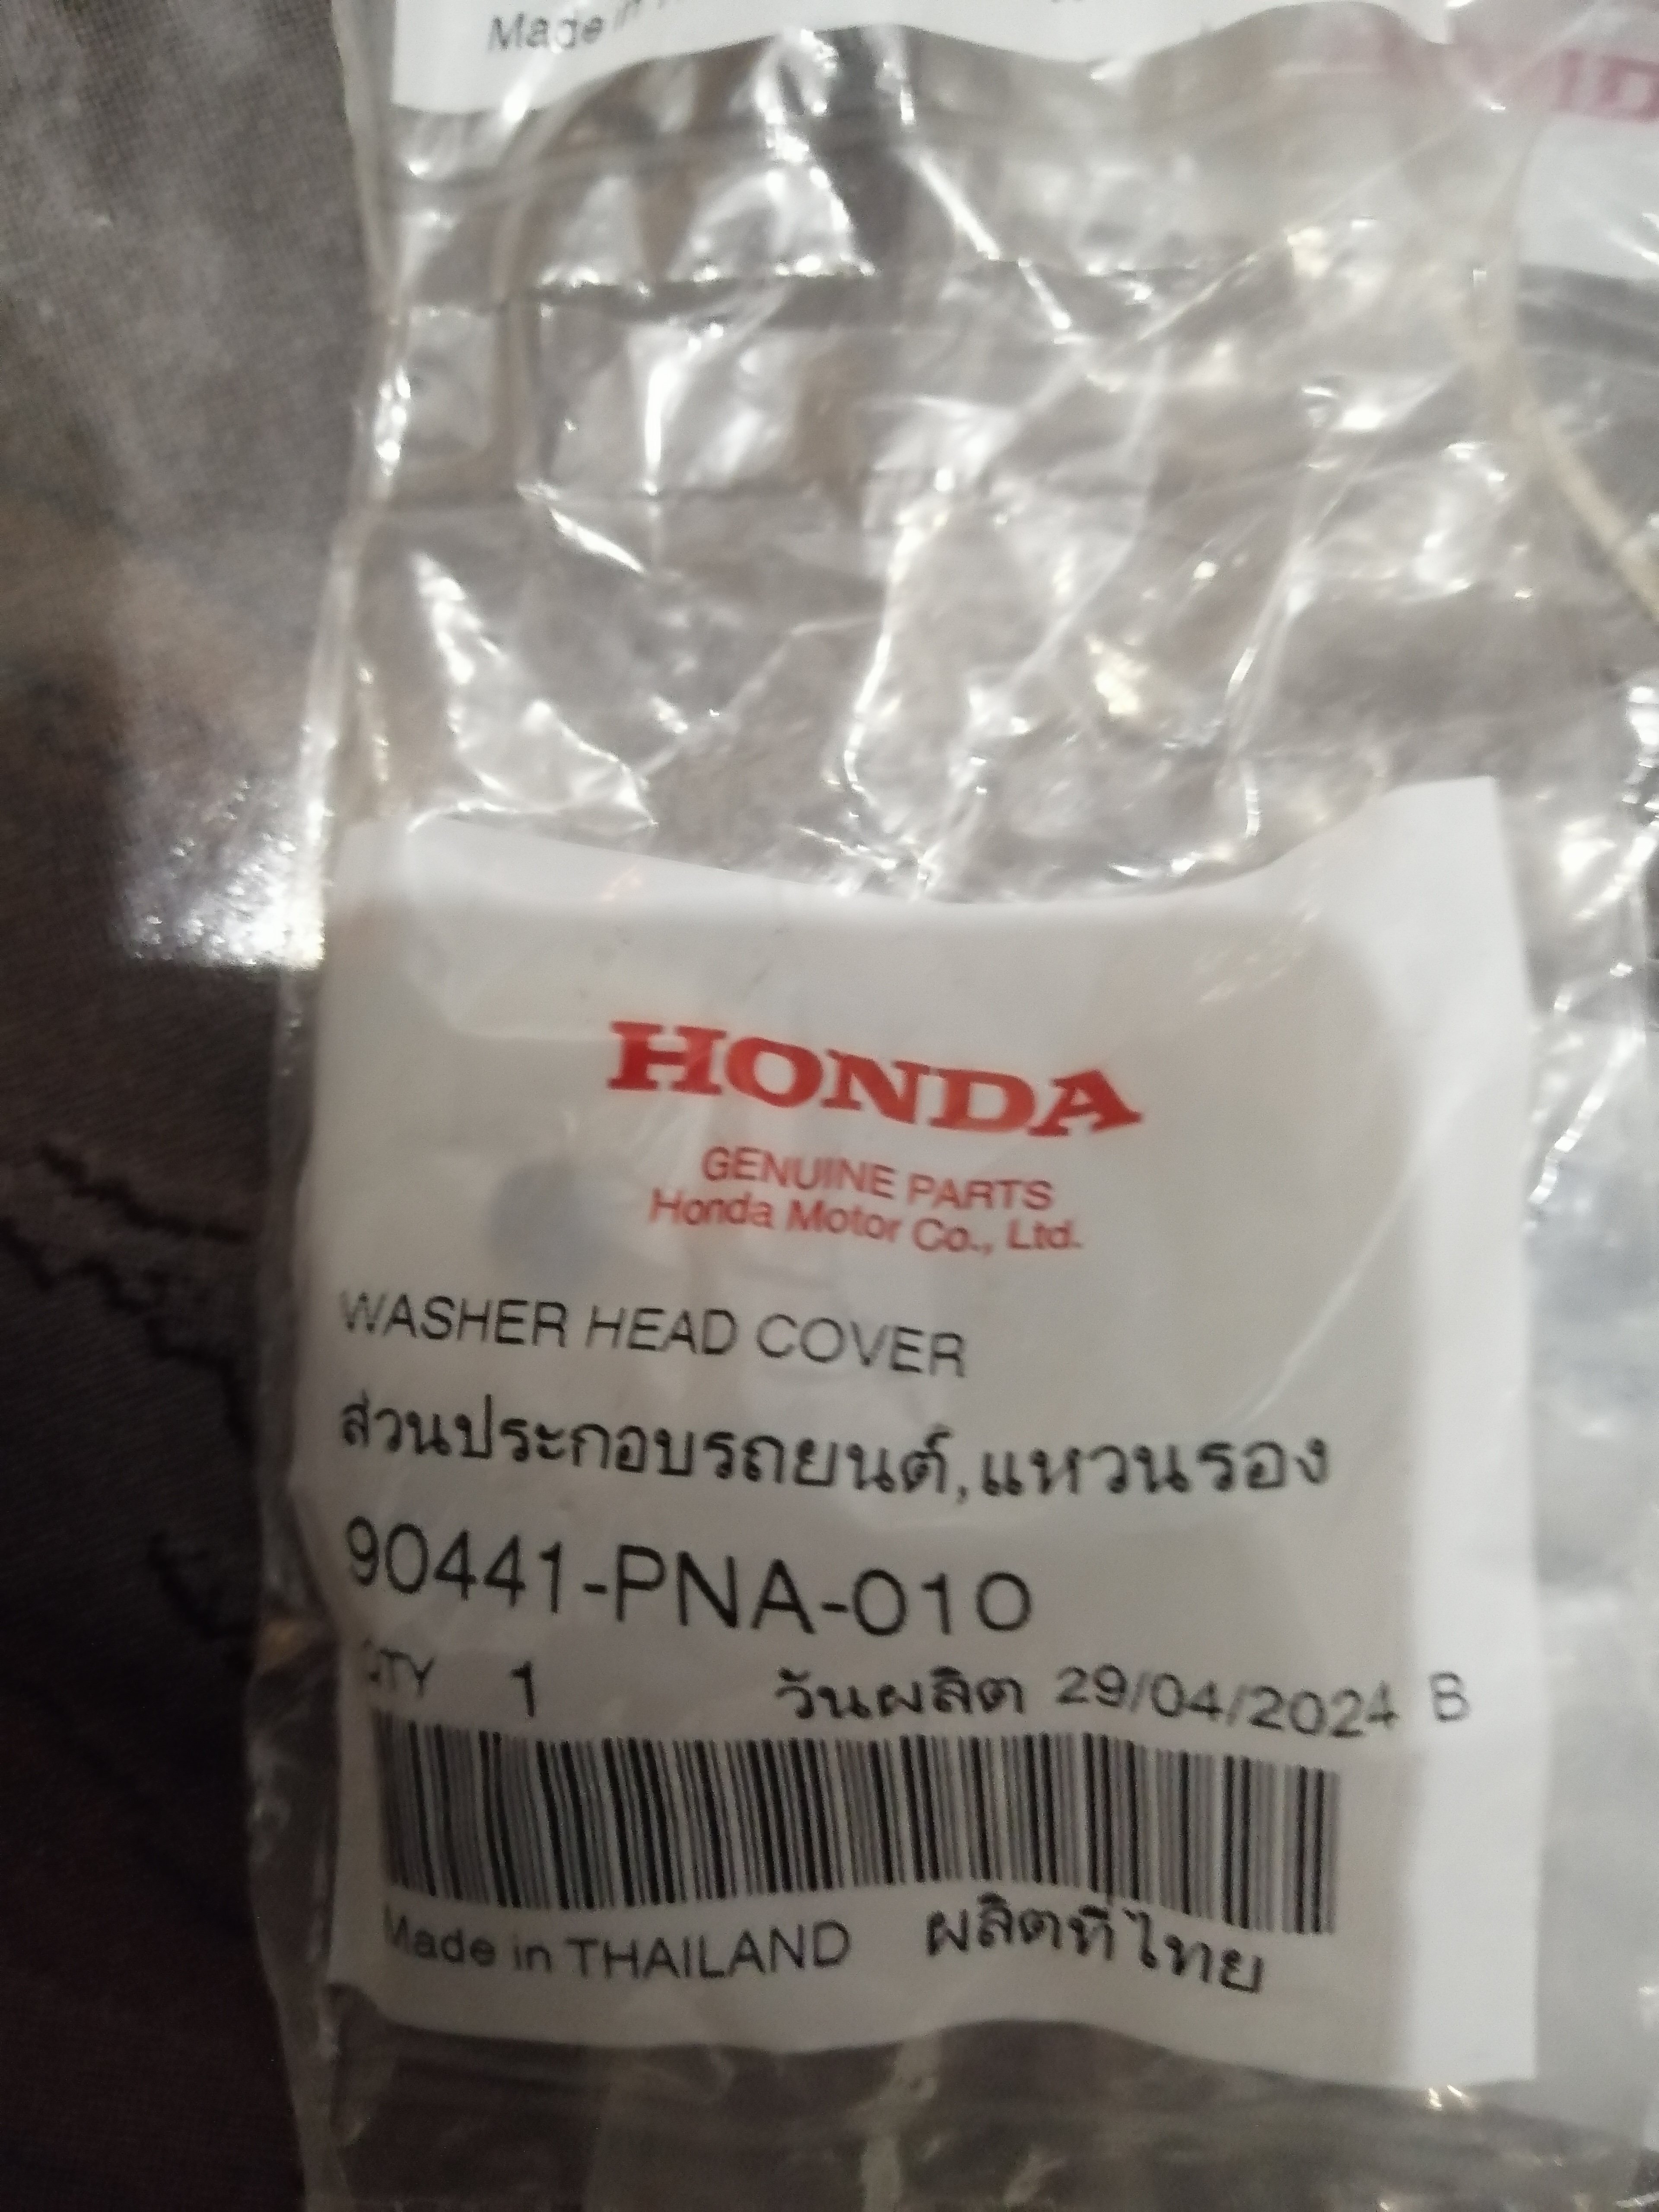 Made in
HONDA
GENUINE PARTS
Honda Motor Co., Ltd.
WASHER HEAD COVER
ส่วนประกอบรถยนต์,แหวนรอง
90441-PNA-010
QTY 1 วันผลิต 29/04/2024 B
Made in THAILAND ผลิตที่ไทย